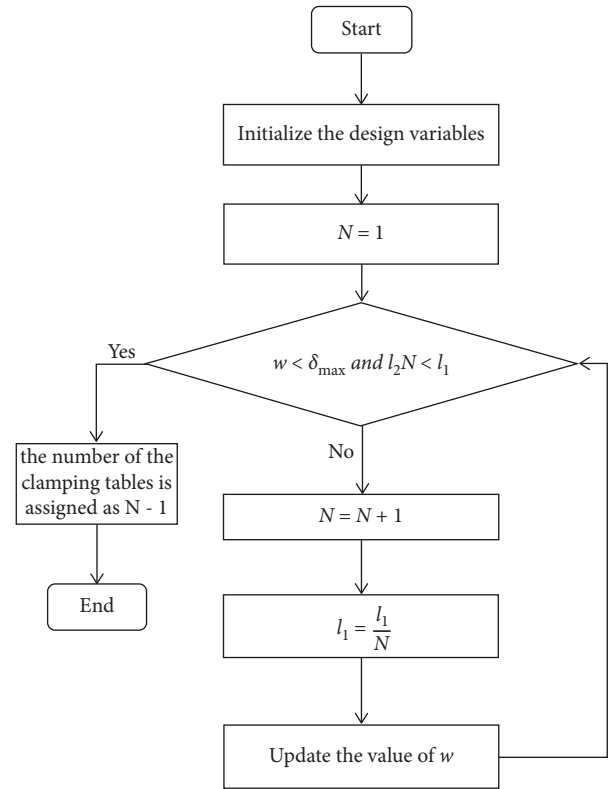 Start
Initialize the design variables
N = 1
w < δmax and l2N < l1
Yes
No
the number of the
clamping tables is
assigned as N - 1
End
N = N + 1
l1 = l1/N
Update the value of w